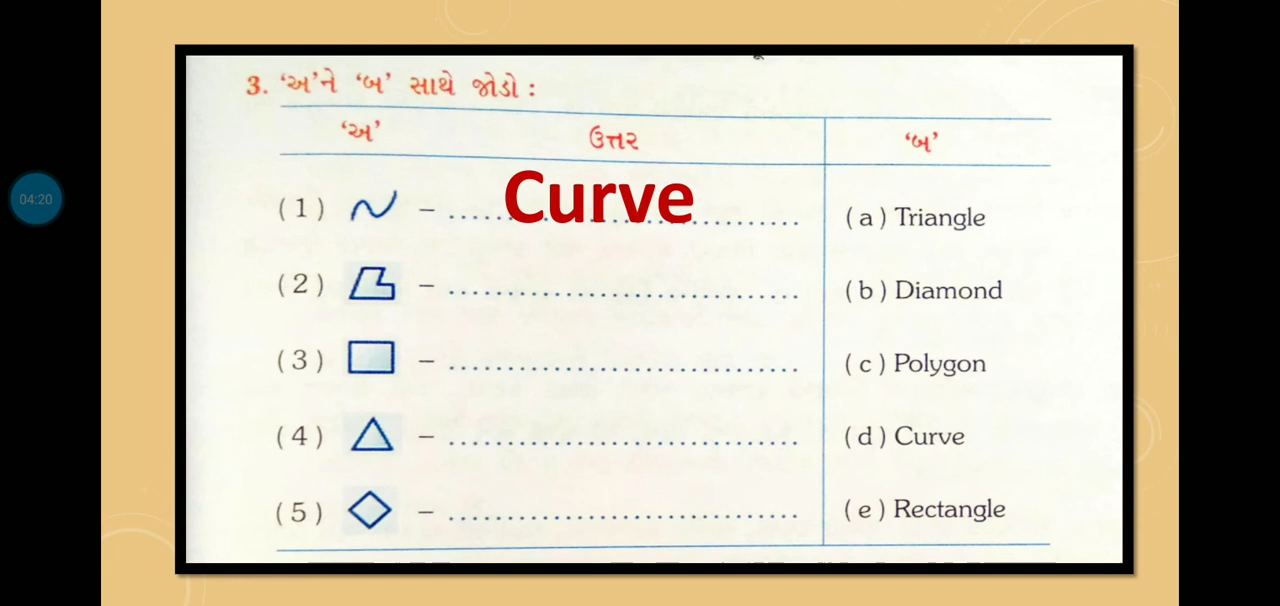 3. ‘અ’ને ‘બ’ સાથે જોડો :
‘અ’ ઉત્તર ‘બ’
(1) – .................................... Curve (a) Triangle
(2) – .................................... (b) Diamond
(3) – .................................... (c) Polygon
(4) – .................................... (d) Curve
(5) – .................................... (e) Rectangle
04:20